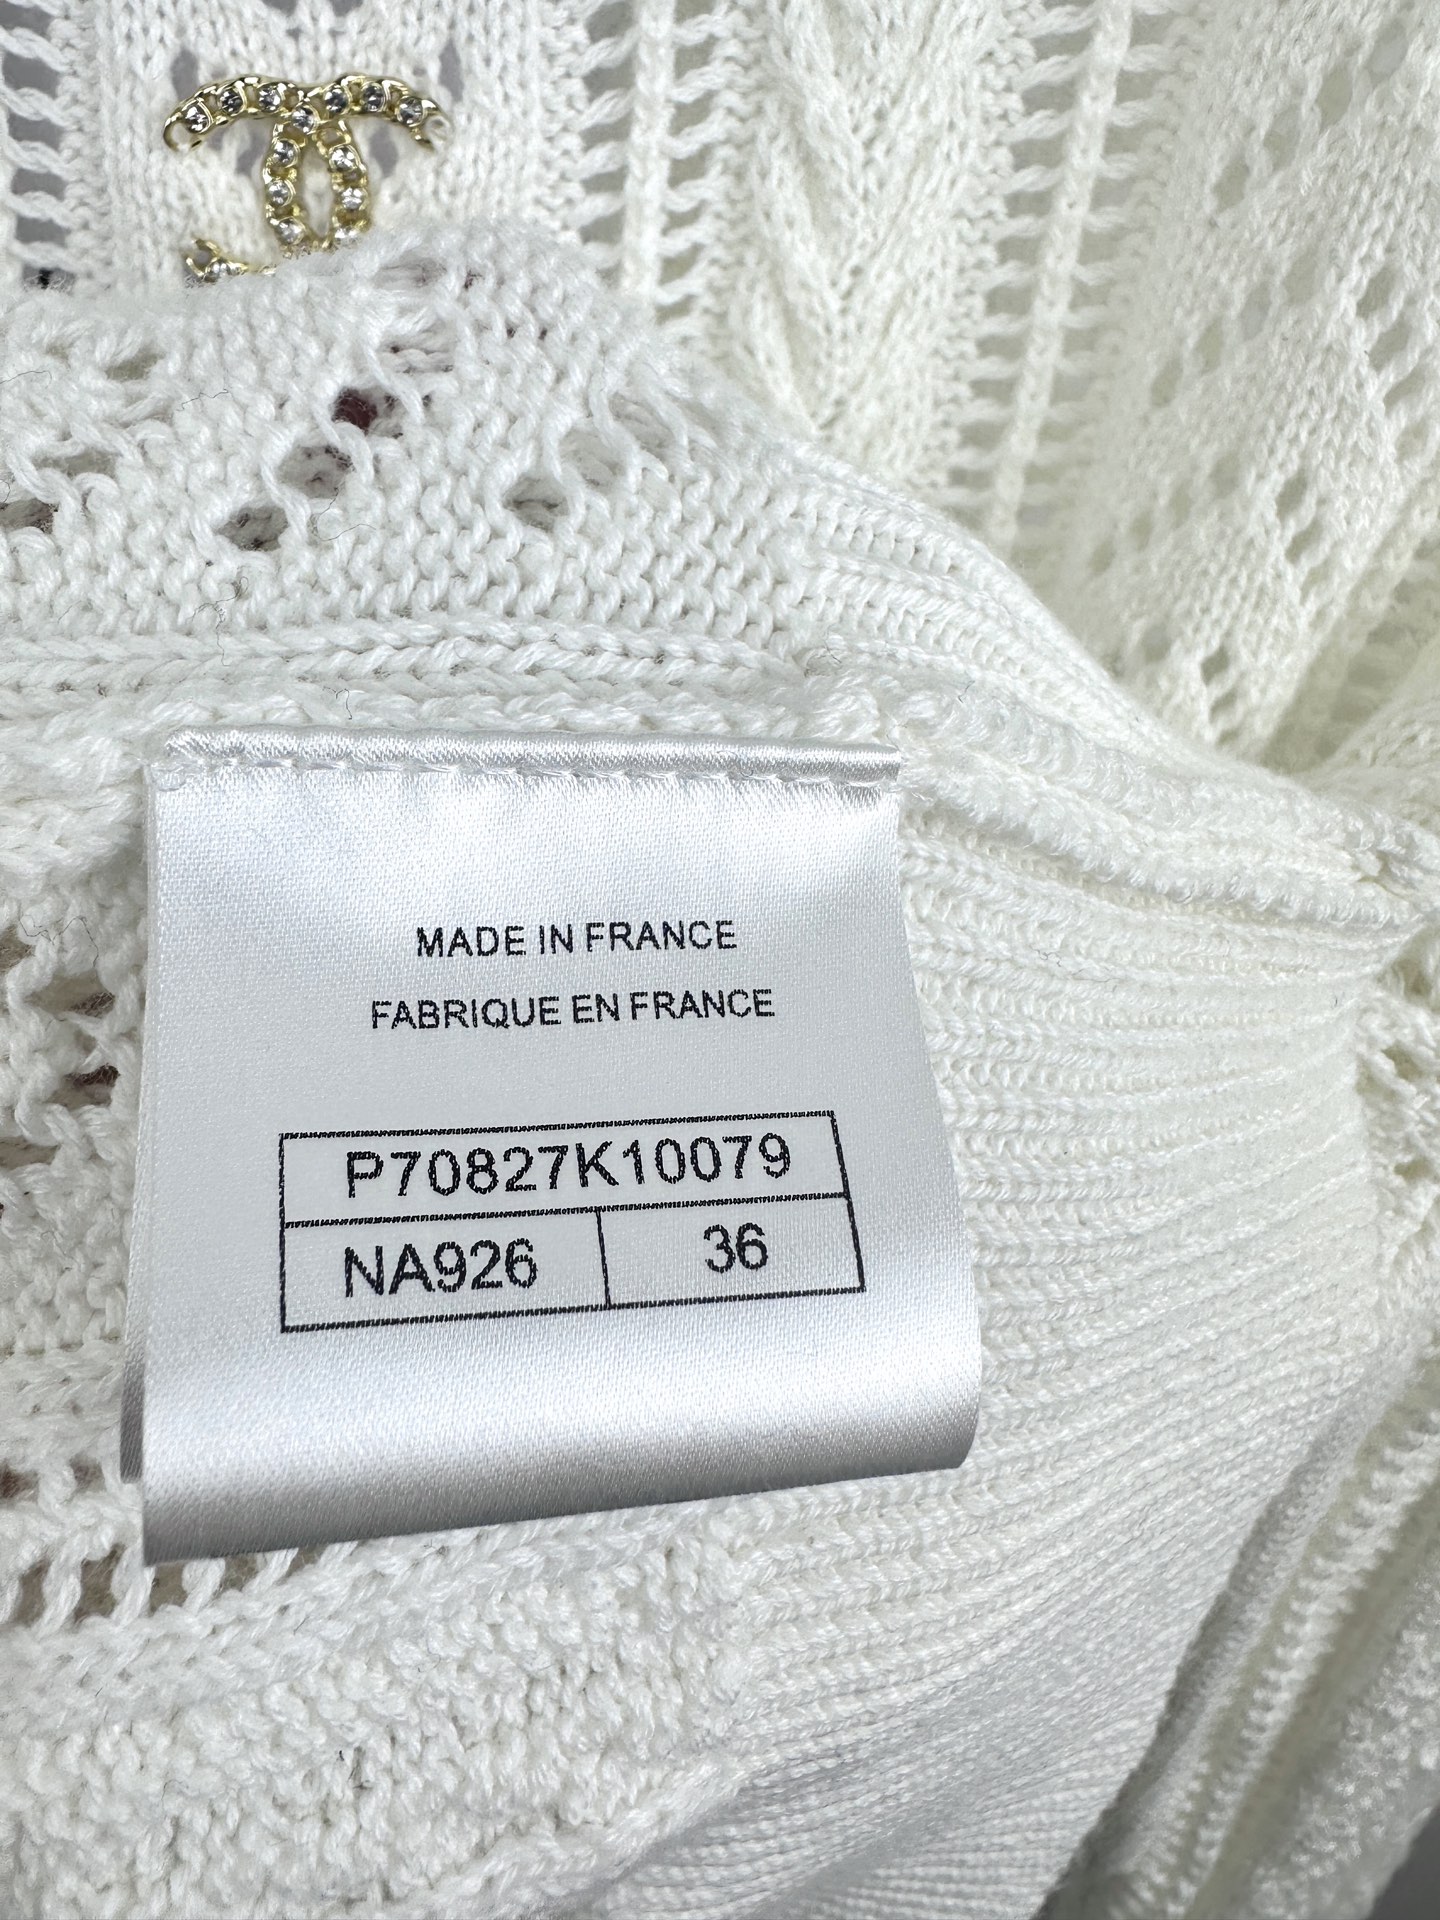 MADE IN FRANCE
FABRIQUE EN FRANCE
P70827K10079
NA926 36